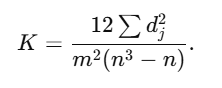 K = \frac{12 \sum d_j^2}{m^2(n^3 - n)}.